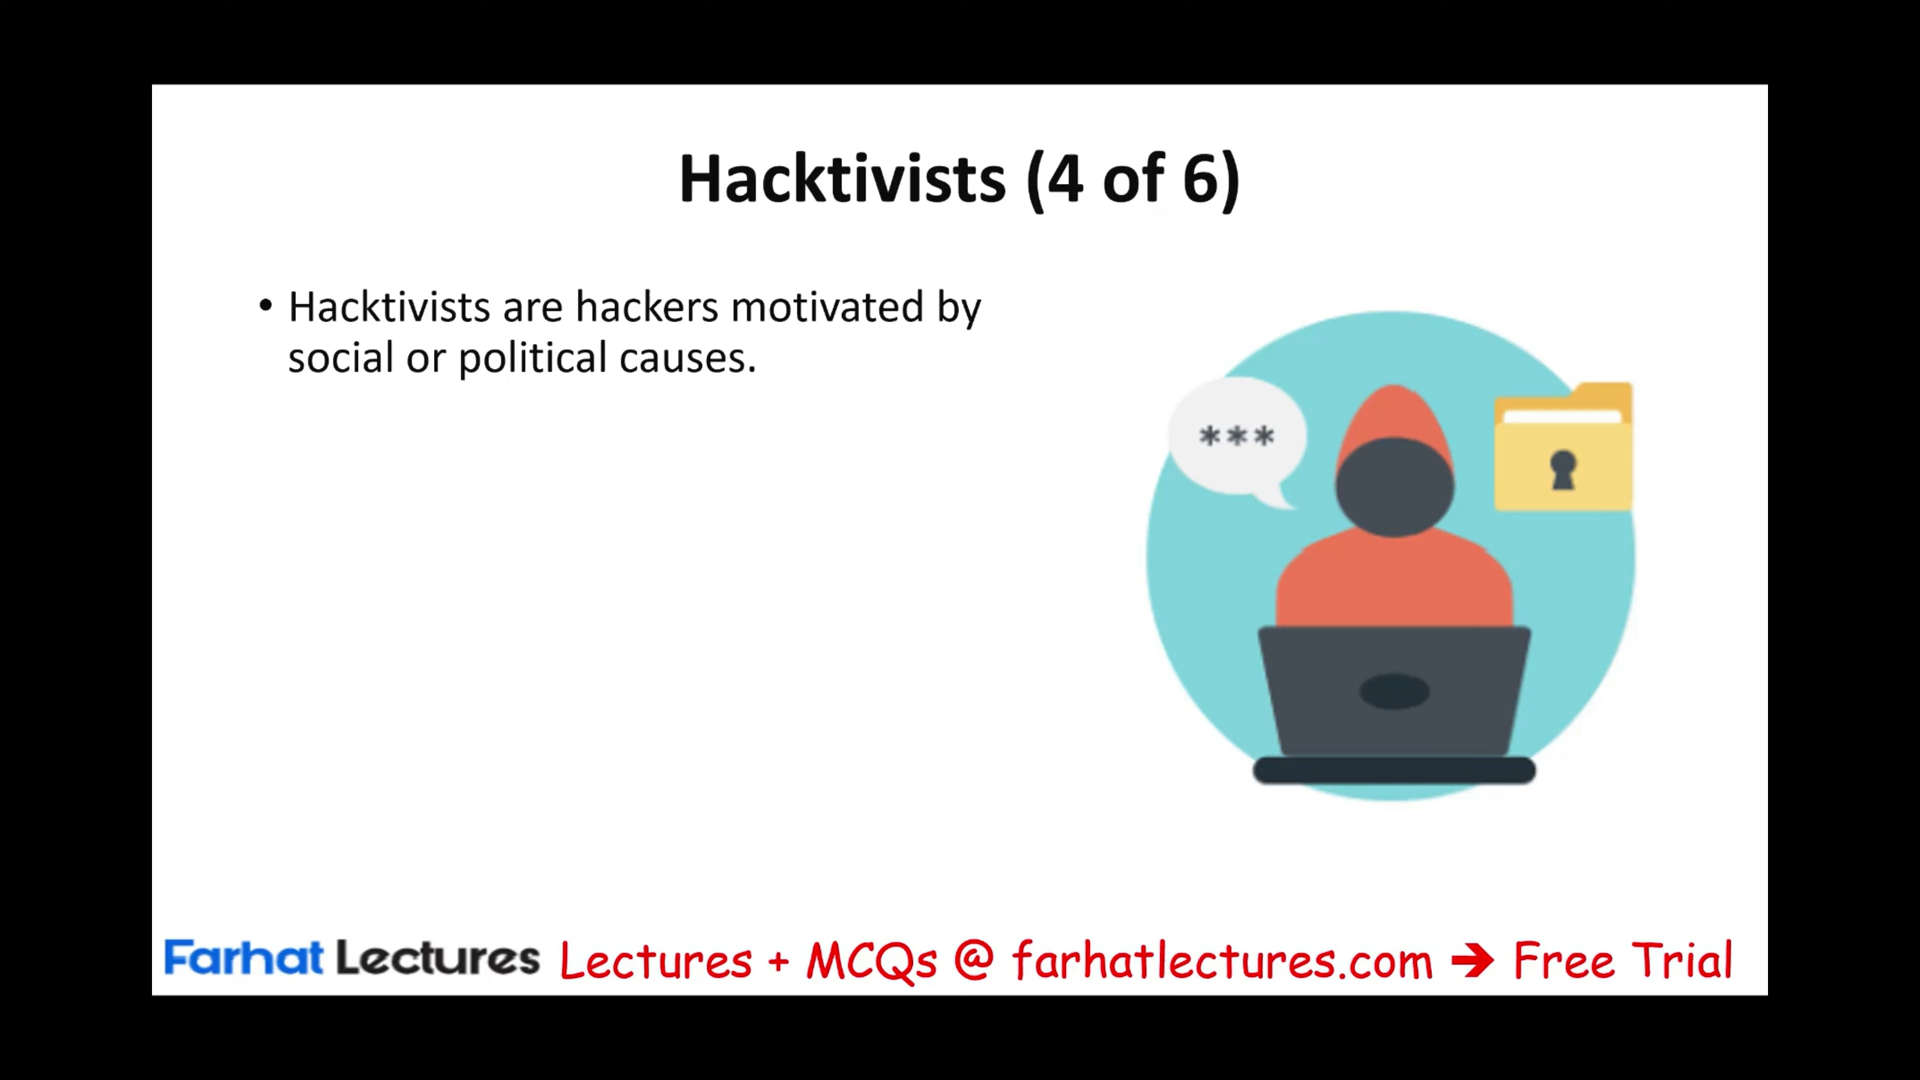 Hacktivists (4 of 6)
• Hacktivists are hackers motivated by
social or political causes.
***
Farhat Lectures Lectures + MCQs @ farhatlectures.com ➔ Free Trial